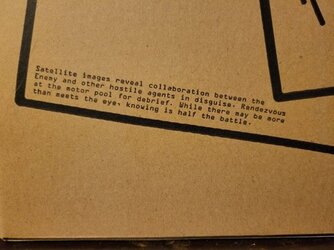 Satellite images reveal collaboration between the
Enemy and other hostile agents in disguise. Rendezvous
at the motor pool for debrief. While there may be more
than meets the eye, knowing is half the battle.